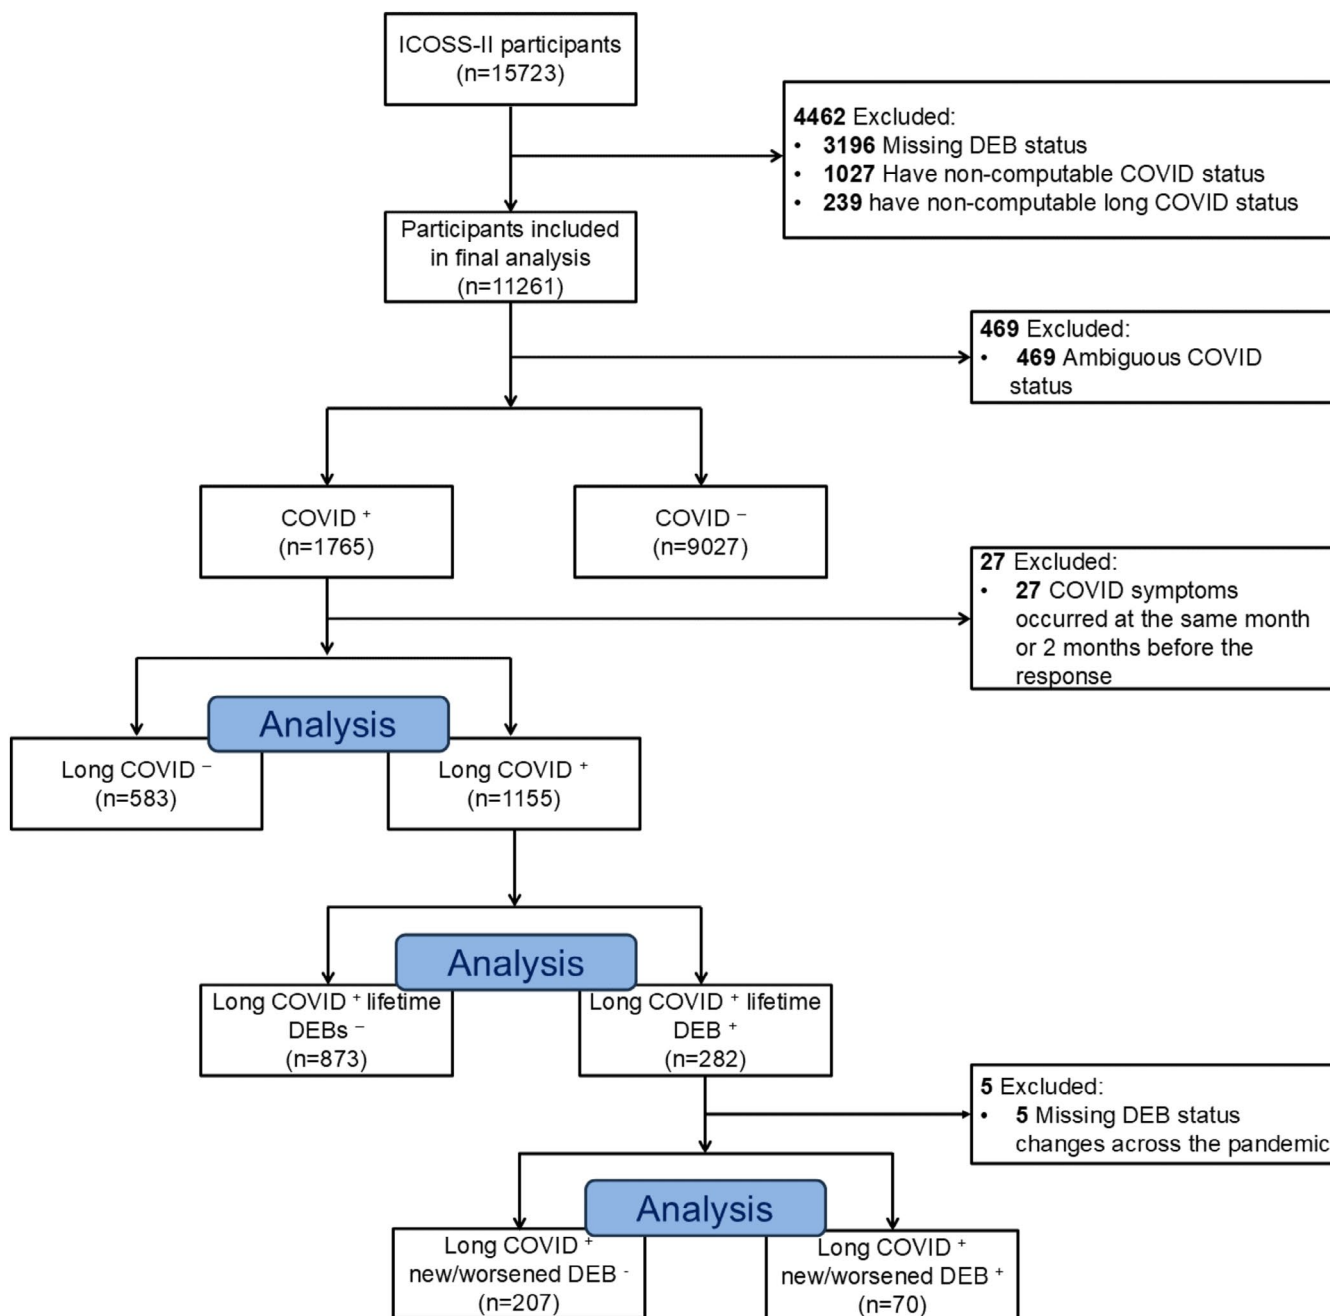 ICOSS-II participants
(n=15723)
4462 Excluded:
• 3196 Missing DEB status
• 1027 Have non-computable COVID status
• 239 have non-computable long COVID status
Participants included
in final analysis
(n=11261)
469 Excluded:
• 469 Ambiguous COVID
status
COVID ⁺
(n=1765)
COVID ⁻
(n=9027)
27 Excluded:
• 27 COVID symptoms
occurred at the same month
or 2 months before the
response
Analysis
Long COVID ⁻
(n=583)
Long COVID ⁺
(n=1155)
Analysis
Long COVID ⁺ lifetime
DEBs ⁻
(n=873)
Long COVID ⁺ lifetime
DEB ⁺
(n=282)
5 Excluded:
• 5 Missing DEB status
changes across the pandemic
Analysis
Long COVID ⁺
new/worsened DEB ⁻
(n=207)
Long COVID ⁺
new/worsened DEB ⁺
(n=70)